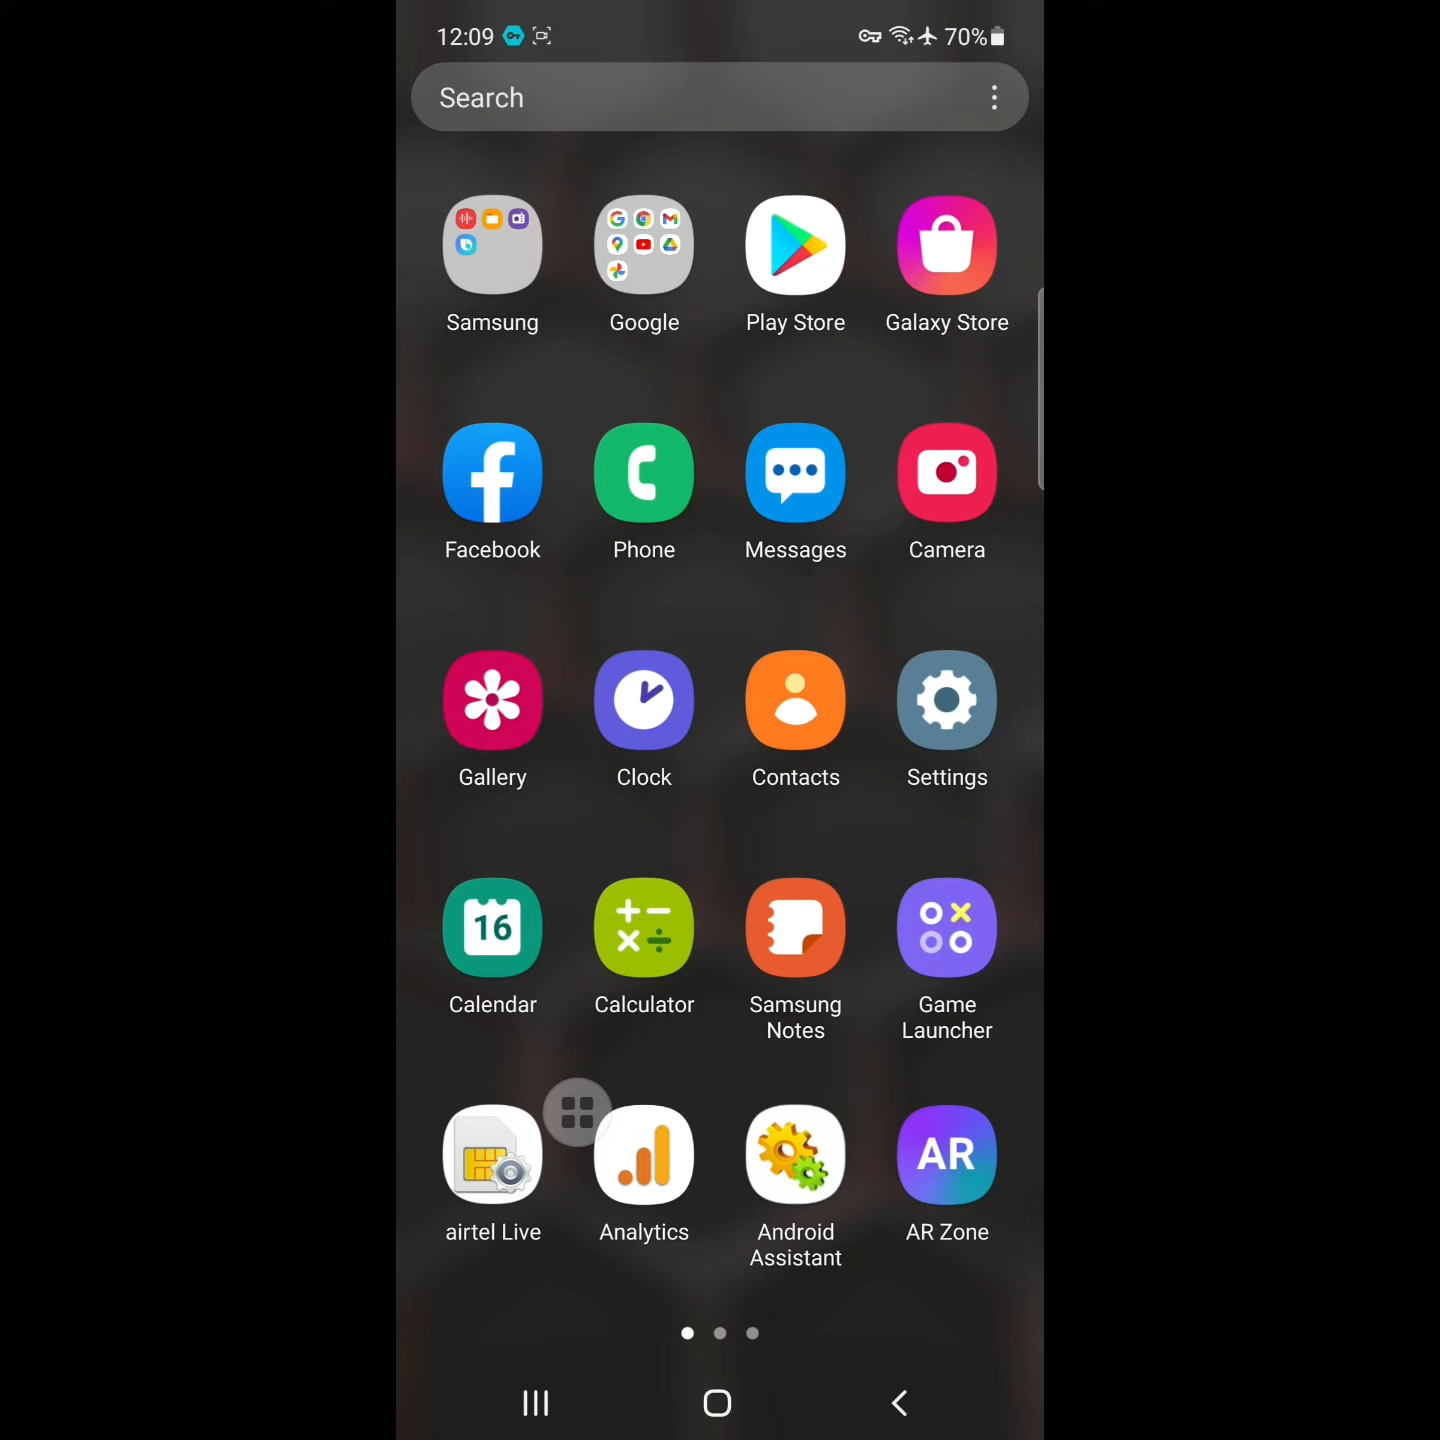 12:09
70%
Search
Samsung
Google
Play Store
Galaxy Store
Facebook
Phone
Messages
Camera
Gallery
Clock
Contacts
Settings
16
Calendar
Calculator
Samsung
Notes
Game
Launcher
AR
airtel Live
Analytics
Android
Assistant
AR Zone